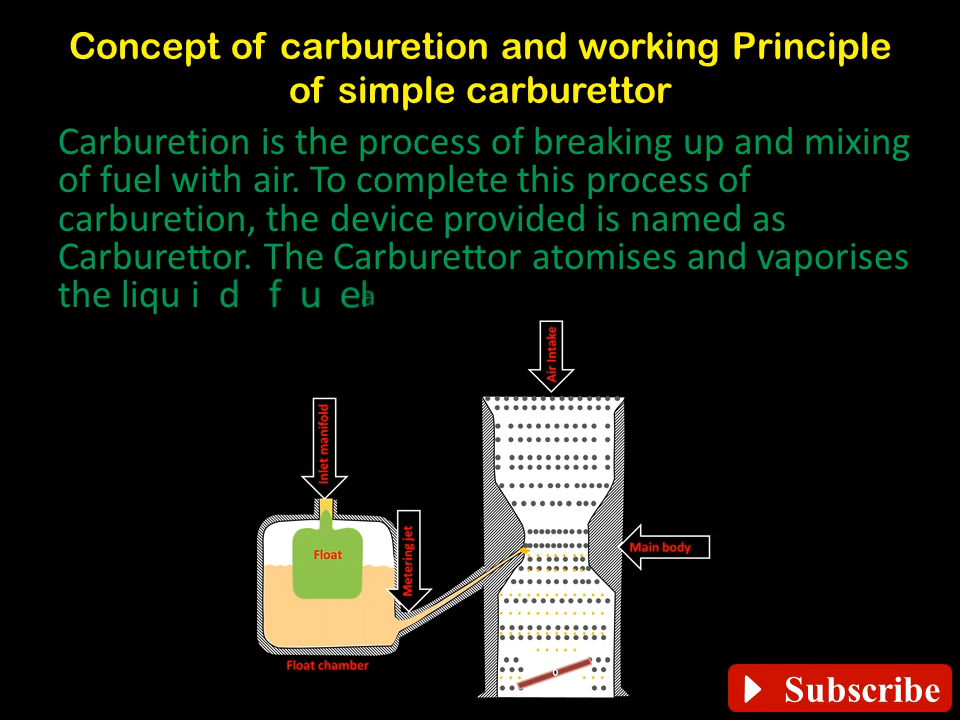 Concept of carburetion and working Principle
of simple carburettor
Carburetion is the process of breaking up and mixing
of fuel with air. To complete this process of
carburetion, the device provided is named as
Carburettor. The Carburettor atomises and vaporises
the liqu i d f u el a
Air Intake
Inlet manifold
Metering jet
Float
Main body
Float chamber
Subscribe